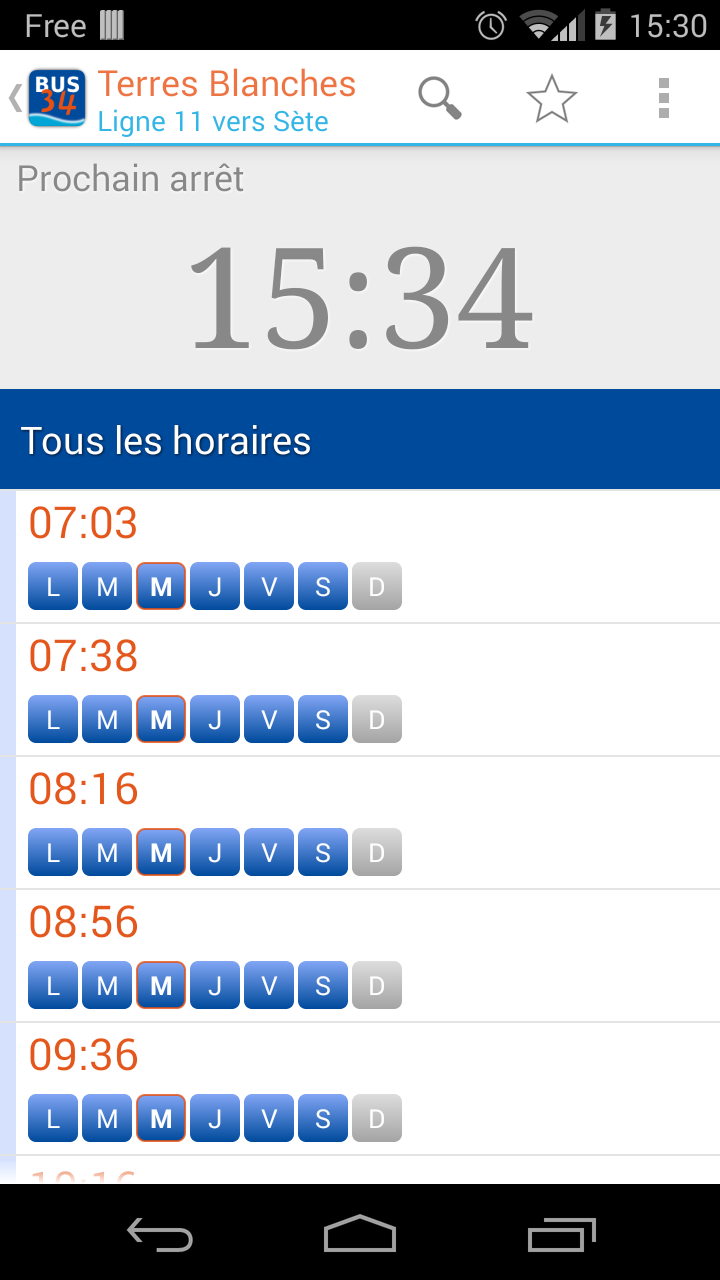 Free 15:30
BUS 34
Terres Blanches
Ligne 11 vers Sète
Prochain arrêt
15:34
Tous les horaires
07:03
L M M J V S D
07:38
L M M J V S D
08:16
L M M J V S D
08:56
L M M J V S D
09:36
L M M J V S D